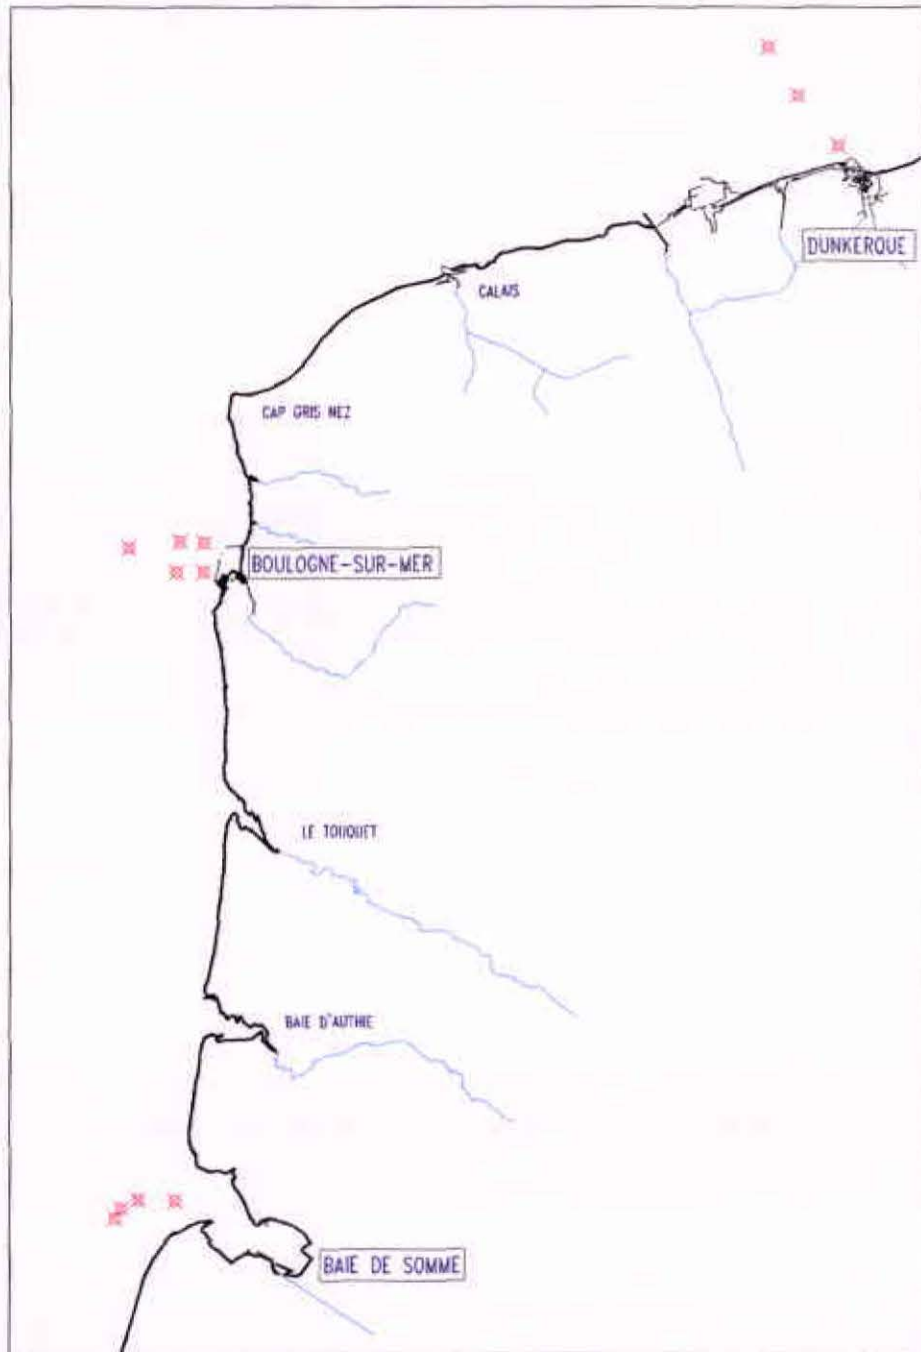 DUNKERQUE
CALAIS
CAP GRIS NEZ
BOULOGNE-SUR-MER
LE TOUQUET
BAIE D'AUTHIE
BAIE DE SOMME